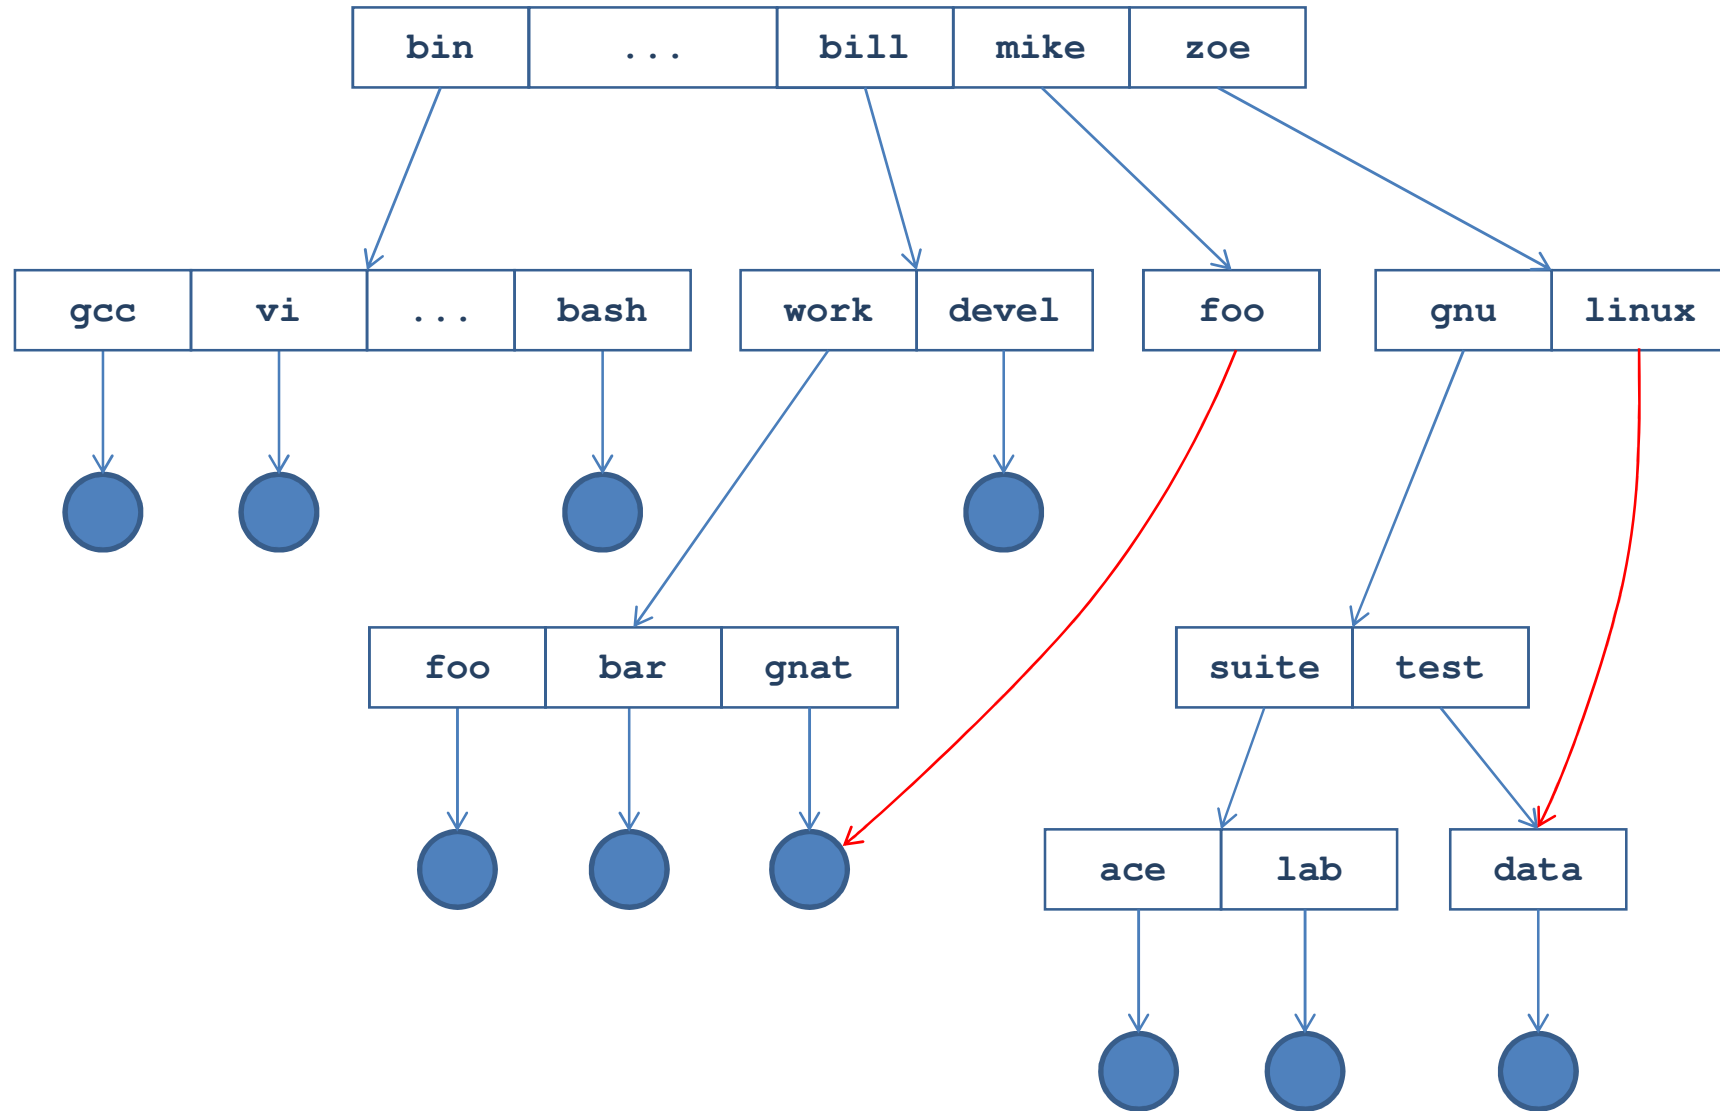 bin ... bill mike zoe
gcc vi ... bash work devel foo gnu linux
foo bar gnat suite test
ace lab data